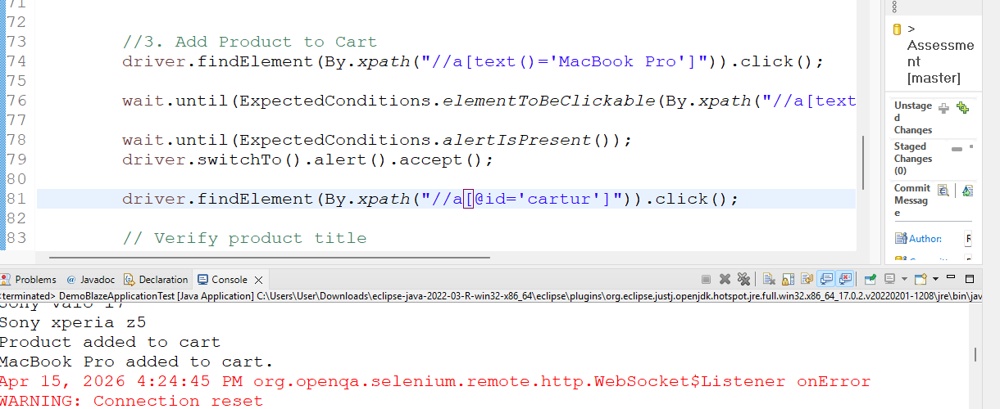 71
72
73 //3. Add Product to Cart
74 driver.findElement(By.xpath("//a[text()='MacBook Pro']")).click();
75
76 wait.until(ExpectedConditions.elementToBeClickable(By.xpath("//a[text
77
78 wait.until(ExpectedConditions.alertIsPresent());
79 driver.switchTo().alert().accept();
80
81 driver.findElement(By.xpath("//a[@id='cartur']")).click();
82
83 // Verify product title
>
Assessme
nt
[master]
Unstage
d
Changes
Staged
Changes
(0)
Commit
Messag
e
Author:
Problems @ Javadoc Declaration Console
<terminated> DemoBlazeApplicationTest [Java Application] C:\Users\User\Downloads\eclipse-java-2022-03-R-win32-x86_64\eclipse\plugins\org.eclipse.justj.openjdk.hotspot.jre.full.win32.x86_64_17.0.2.v20220201-1208\jre\bin\jav
Sony vaio i7
Sony xperia z5
Product added to cart
MacBook Pro added to cart.
Apr 15, 2026 4:24:45 PM org.openqa.selenium.remote.http.WebSocket$Listener onError
WARNING: Connection reset